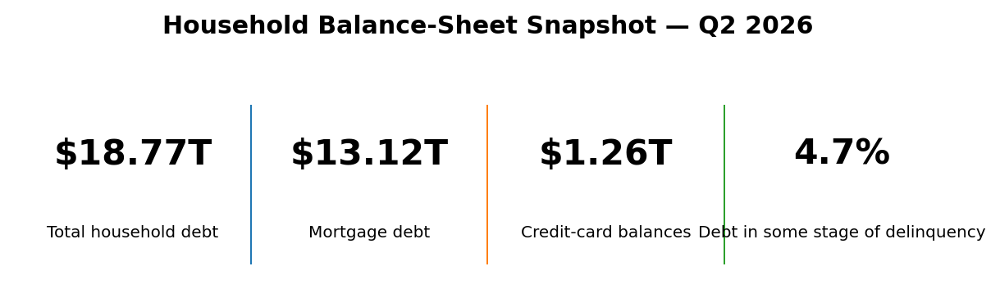 Household Balance-Sheet Snapshot — Q2 2026
$18.77T
Total household debt
$13.12T
Mortgage debt
$1.26T
Credit-card balances
4.7%
Debt in some stage of delinquency